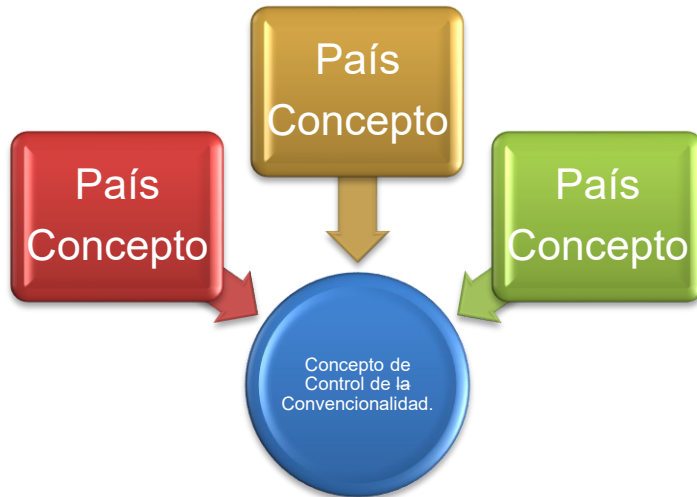 País
Concepto
País
Concepto
País
Concepto
Concepto de
Control de la
Convencionalidad.